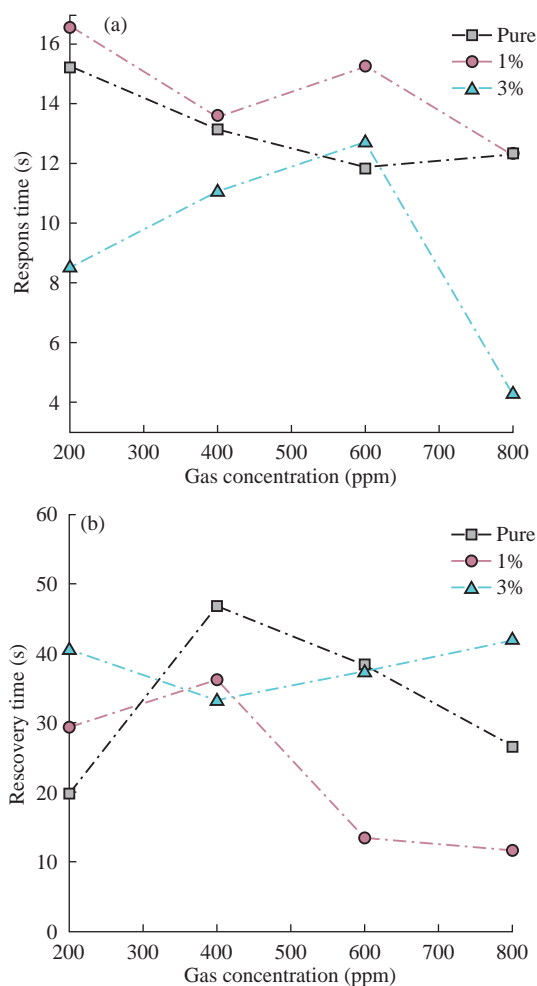 (a)
Pure
1%
3%
16
14
12
10
8
6
4
Respons time (s)
200 300 400 500 600 700 800
Gas concentration (ppm)
(b)
Pure
1%
3%
60
50
40
30
20
10
0
Rescovery time (s)
200 300 400 500 600 700 800
Gas concentration (ppm)